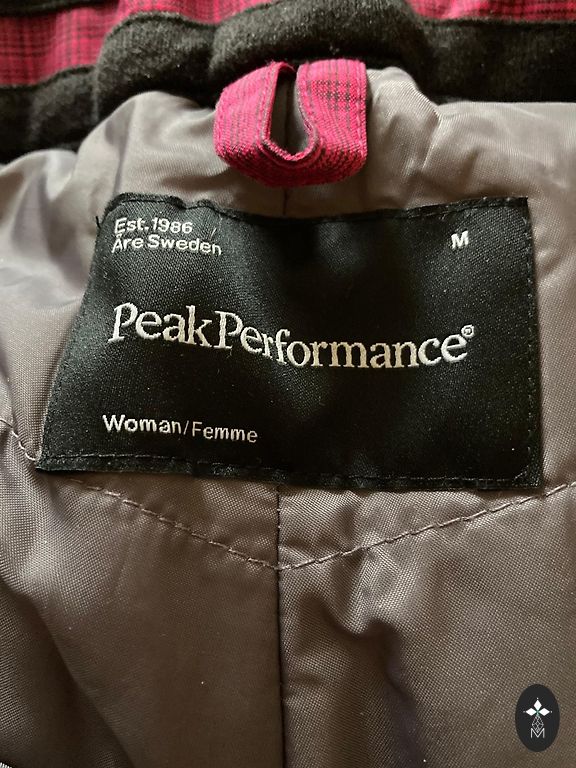 Est. 1986
Åre Sweden
M
PeakPerformance®
Woman/Femme
M